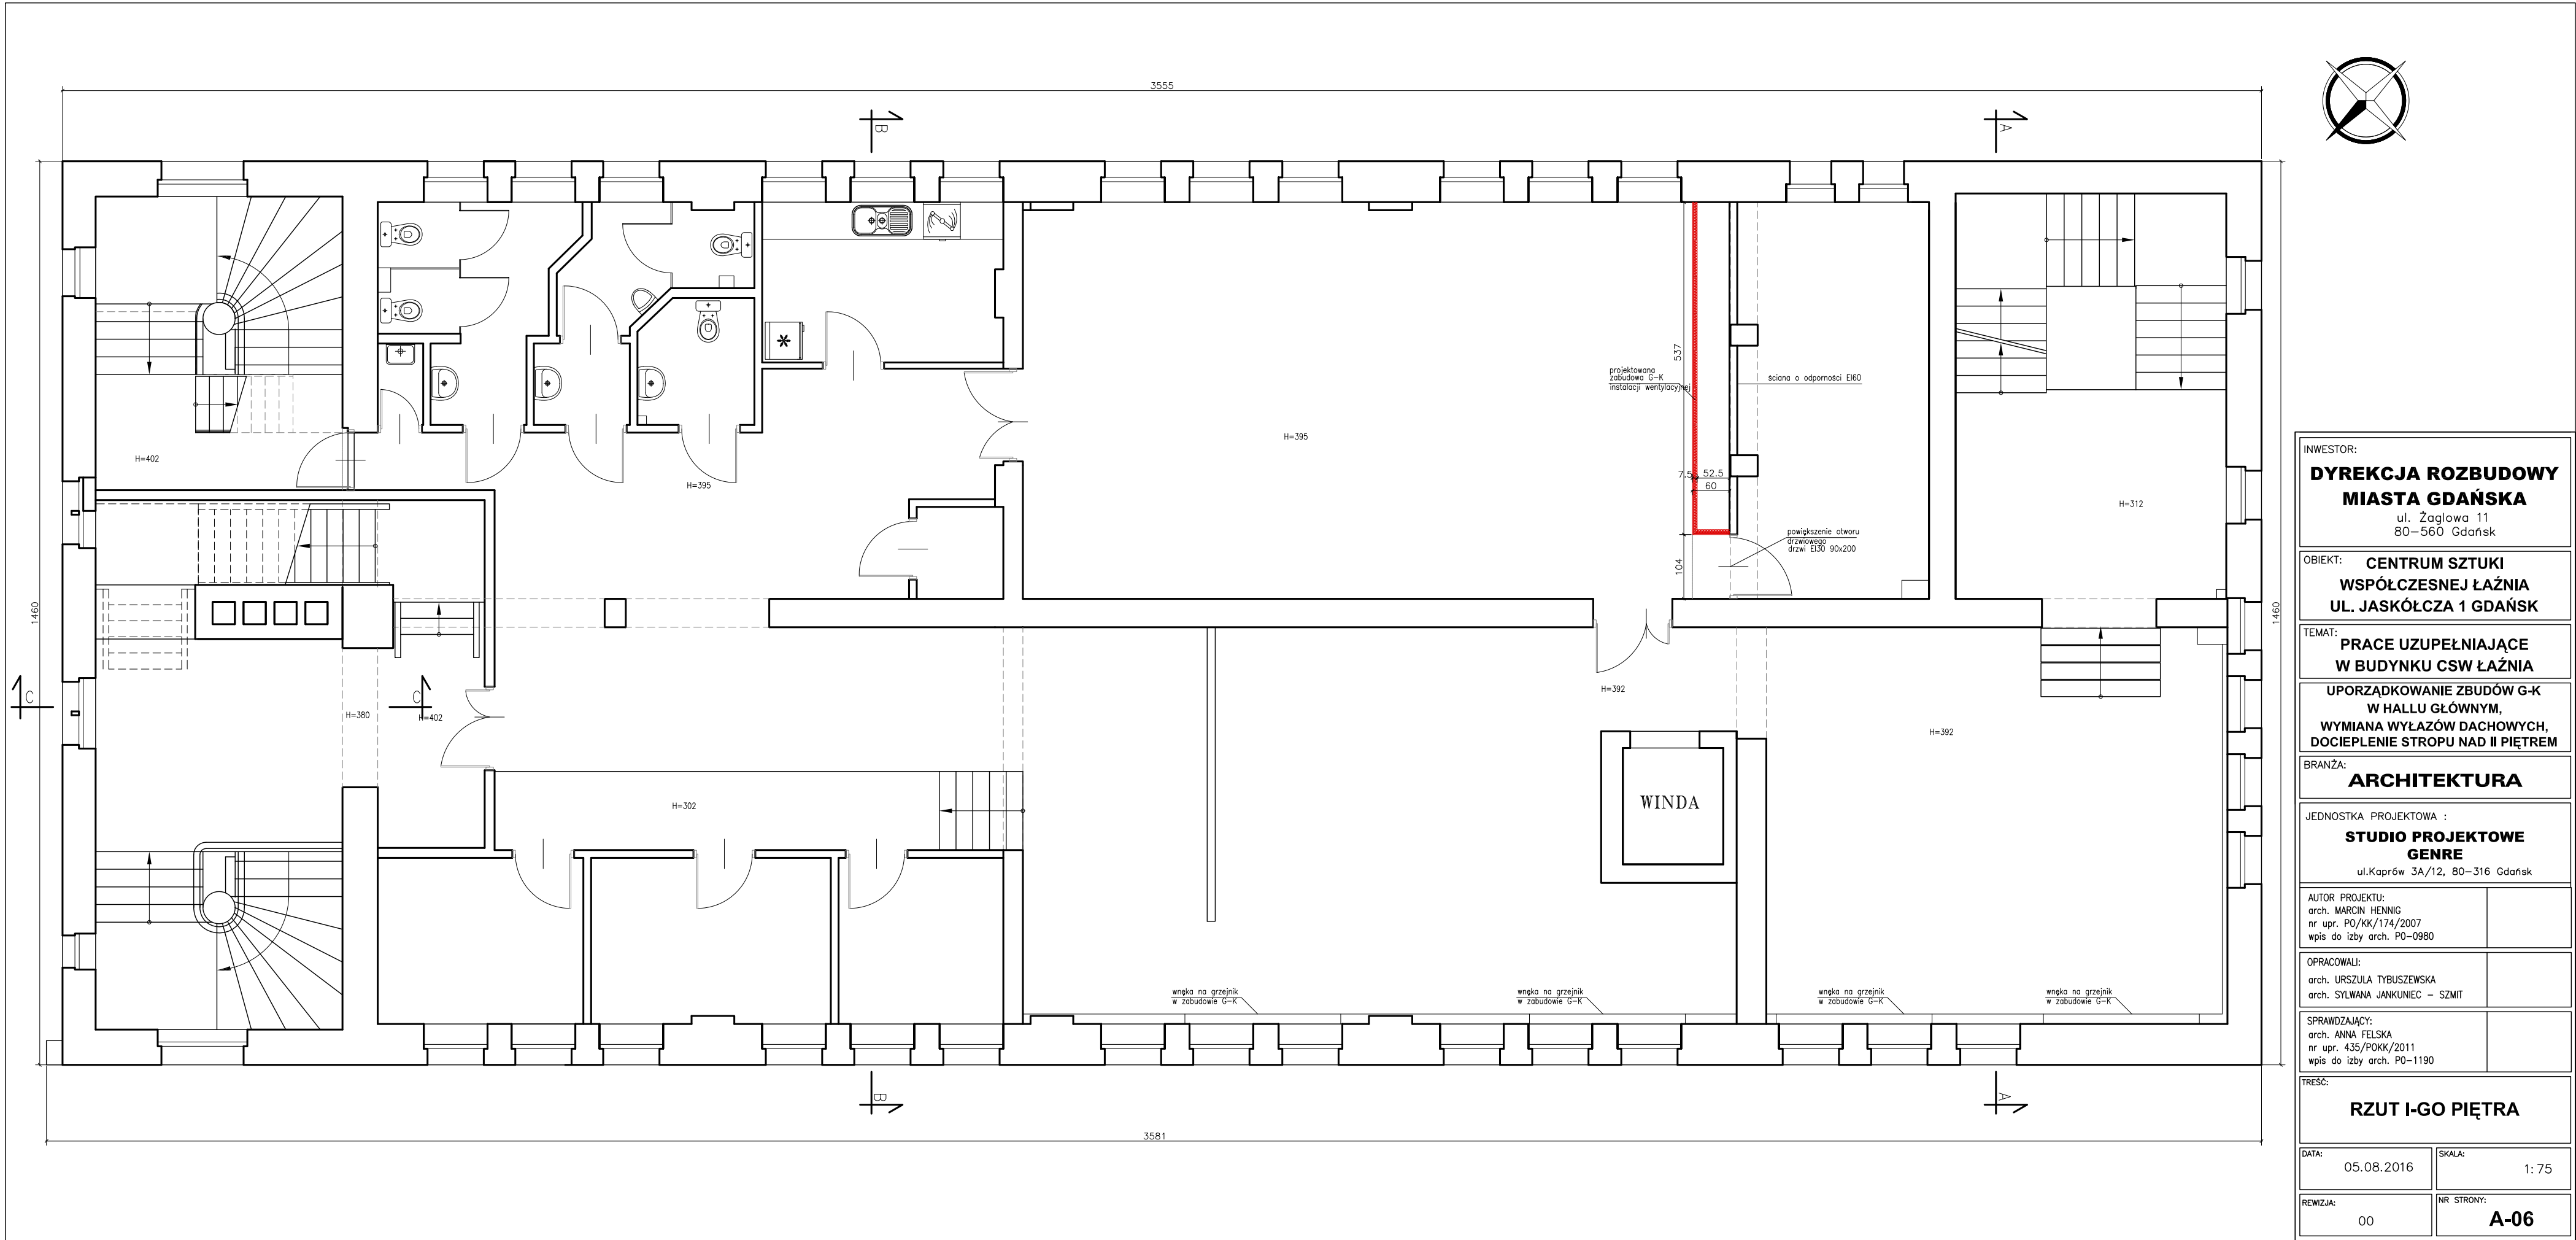 3555
B
A
1460
1460
537
projektowana
zabudowa G-K
instalacji wentylacyjnej
ściana o odporności EI60
H=395
H=402
H=395
7.5
52.5
60
H=312
powiększenie otworu
drzwiowego
drzwi EI30 90x200
104
C
C
H=380
H=402
H=392
H=392
H=302
WINDA
wnęka na grzejnik
w zabudowie G-K
wnęka na grzejnik
w zabudowie G-K
wnęka na grzejnik
w zabudowie G-K
wnęka na grzejnik
w zabudowie G-K
B
A
3581
INWESTOR:
DYREKCJA ROZBUDOWY
MIASTA GDAŃSKA
ul. Żaglowa 11
80-560 Gdańsk
OBIEKT: CENTRUM SZTUKI
WSPÓŁCZESNEJ ŁAŹNIA
UL. JASKÓŁCZA 1 GDAŃSK
TEMAT:
PRACE UZUPEŁNIAJĄCE
W BUDYNKU CSW ŁAŹNIA
UPORZĄDKOWANIE ZBUDÓW G-K
W HALLU GŁÓWNYM,
WYMIANA WYŁAZÓW DACHOWYCH,
DOCIEPLENIE STROPU NAD II PIĘTREM
BRANŻA:
ARCHITEKTURA
JEDNOSTKA PROJEKTOWA :
STUDIO PROJEKTOWE
GENRE
ul.Kaprów 3A/12, 80-316 Gdańsk
AUTOR PROJEKTU:
arch. MARCIN HENNIG
nr upr. PO/KK/174/2007
wpis do izby arch. PO-0980
OPRACOWALI:
arch. URSZULA TYBUSZEWSKA
arch. SYLWANA JANKUNIEC - SZMIT
SPRAWDZAJĄCY:
arch. ANNA FELSKA
nr upr. 435/POKK/2011
wpis do izby arch. PO-1190
TREŚĆ:
RZUT I-GO PIĘTRA
DATA:
05.08.2016
SKALA:
1:75
REWIZJA:
00
NR STRONY:
A-06